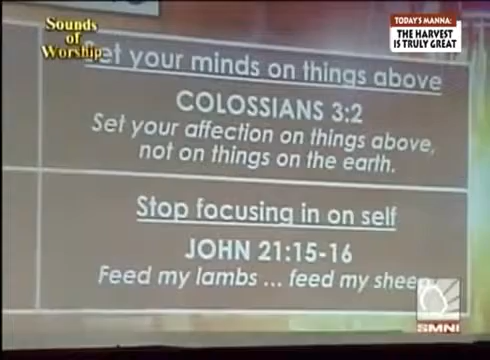 Sounds
of
Worship
TODAY'S MANNA:
THE HARVEST
IS TRULY GREAT
et your minds on things above
COLOSSIANS 3:2
Set your affection on things above,
not on things on the earth.
Stop focusing in on self
JOHN 21:15-16
Feed my lambs ... feed my sheep
SMNI